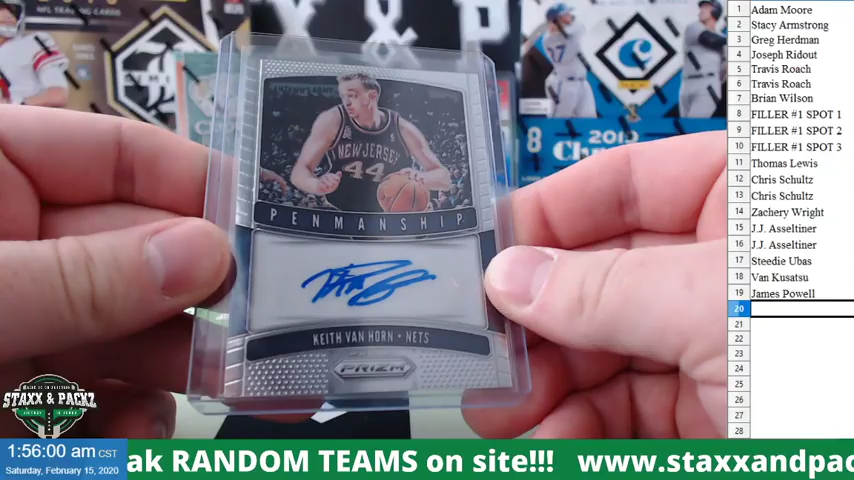 NEW JERSEY
44
PENMANSHIP
KEITH VAN HORN • NETS
PRIZM
8
2019
1 Adam Moore
2 Stacy Armstrong
3 Greg Herdman
4 Joseph Ridout
5 Travis Roach
6 Travis Roach
7 Brian Wilson
8 FILLER #1 SPOT 1
9 FILLER #1 SPOT 2
10 FILLER #1 SPOT 3
11 Thomas Lewis
12 Chris Schultz
13 Chris Schultz
14 Zachery Wright
15 J.J. Asseltiner
16 J.J. Asseltiner
17 Steedie Ubas
18 Van Kusatsu
19 James Powell
20
21
22
23
24
25
26
27
28
STAXX & PACKZ
1:56:00 am CST
Saturday, February 15, 2020
ak RANDOM TEAMS on site!!! www.staxxandpac